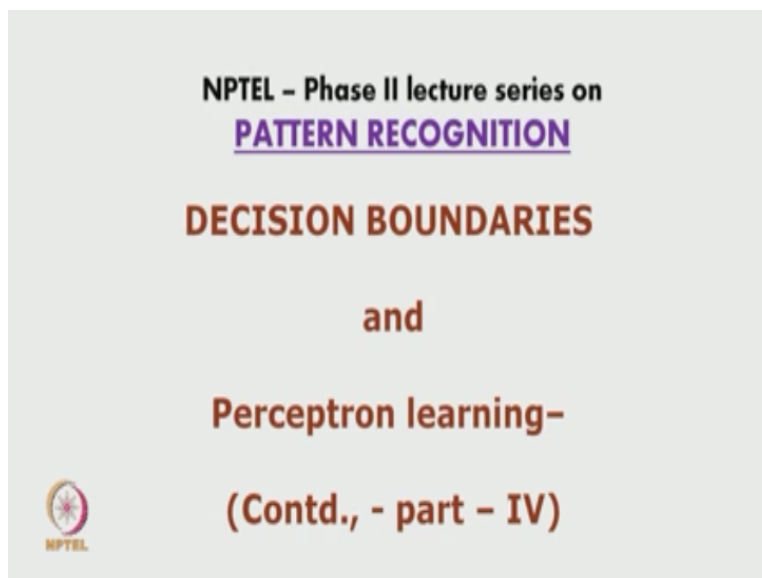 NPTEL – Phase II lecture series on
PATTERN RECOGNITION
DECISION BOUNDARIES
and
Perceptron learning–
(Contd., - part – IV)
NPTEL